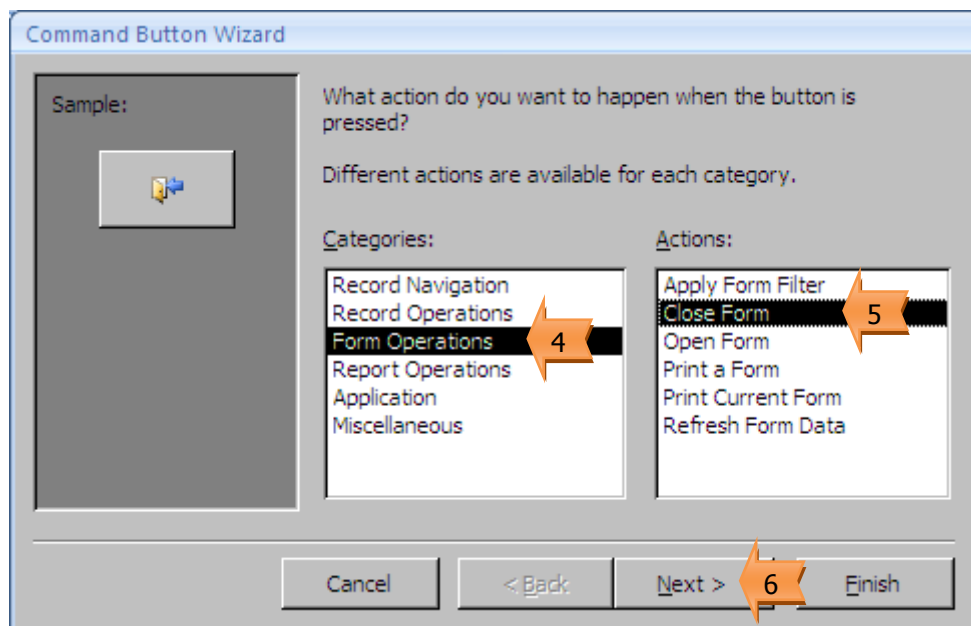 Command Button Wizard
Sample:
What action do you want to happen when the button is
pressed?
Different actions are available for each category.
Categories:
Record Navigation
Record Operations
Form Operations
4
Report Operations
Application
Miscellaneous
Actions:
Apply Form Filter
Close Form
5
Open Form
Print a Form
Print Current Form
Refresh Form Data
Cancel
< Back
Next >
6
Finish